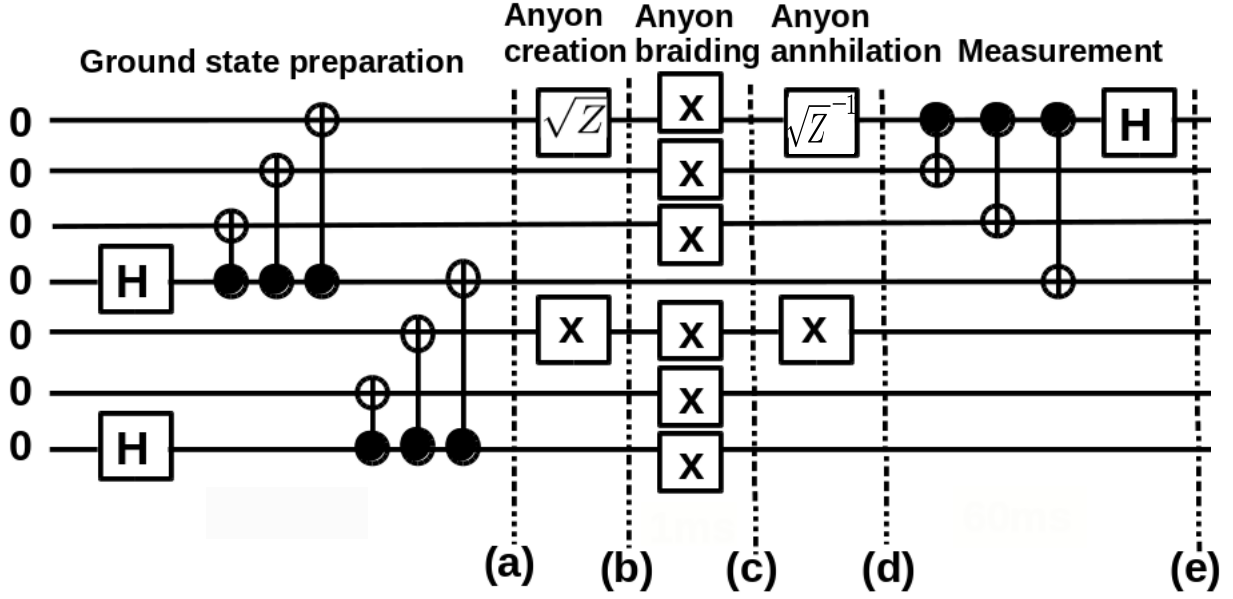 Anyon Anyon Anyon
Ground state preparation creation braiding annhilation Measurement
0 √Z X √Z⁻¹ H
0 X
0 X
0 H
0 X X X
0 X
0 H X
(a) (b) (c) (d) (e)